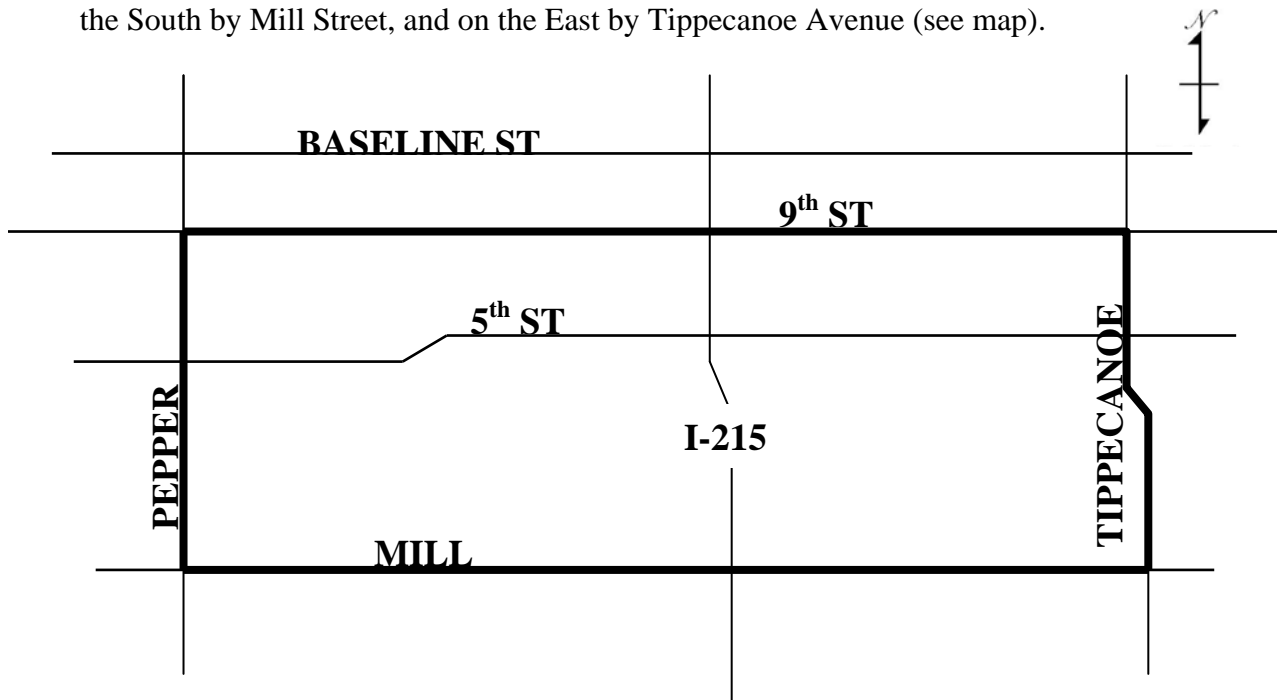 the South by Mill Street, and on the East by Tippecanoe Avenue (see map).
N
BASELINE ST
9th ST
5th ST
TIPPECANOE
PEPPER
I-215
MILL